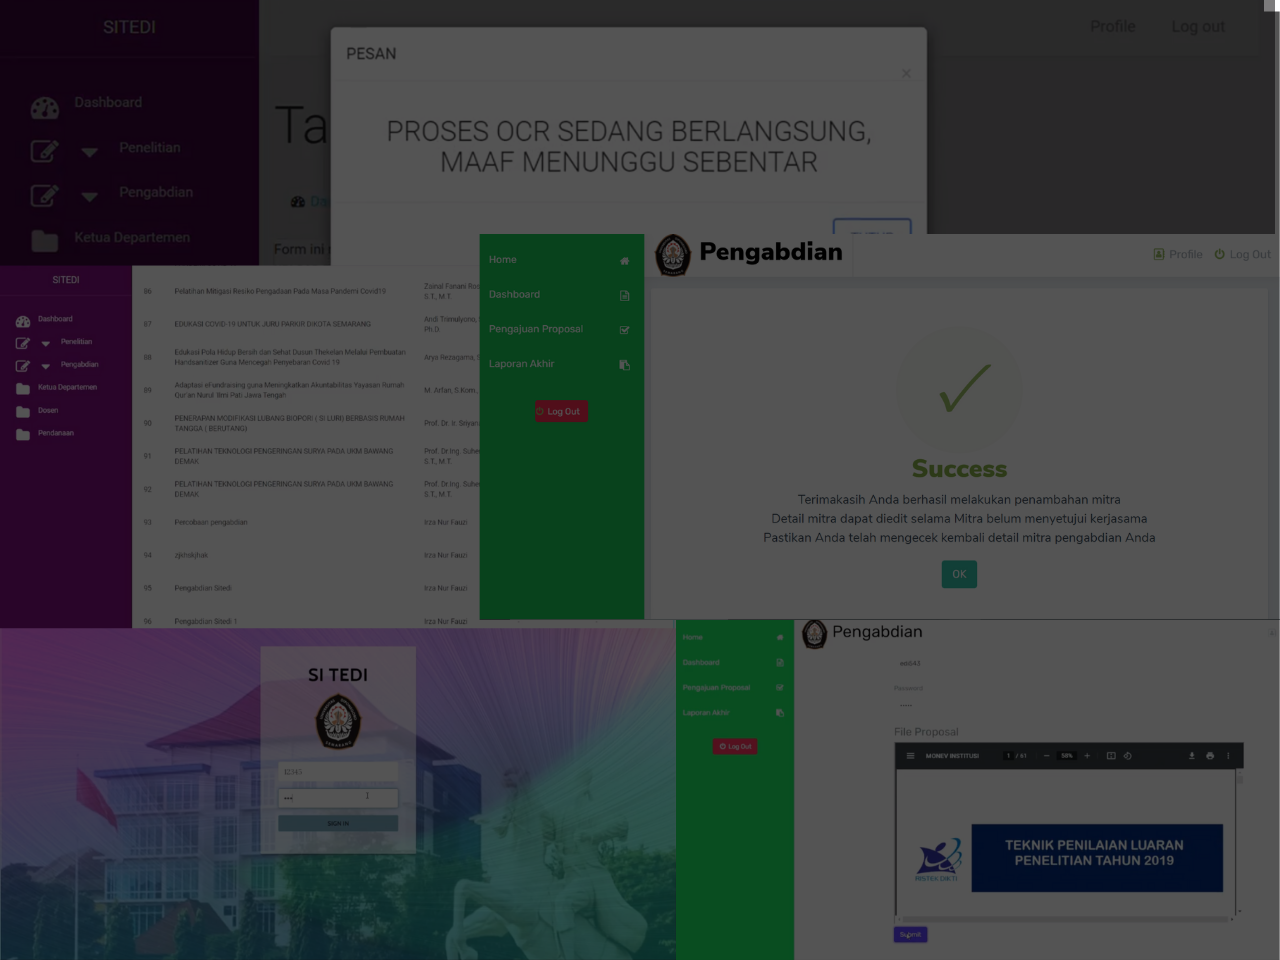 SITEDI
Dashboard
Penelitian
Pengabdian
Ketua Departemen
Profile
Log out
PESAN
×
PROSES OCR SEDANG BERLANGSUNG,
MAAF MENUNGGU SEBENTAR
Ta
Form ini
SITEDI
Dashboard
Penelitian
Pengabdian
Ketua Departemen
Dosen
Pendanaan
86 Pelatihan Mitigasi Resiko Pengadaan Pada Masa Pandemi Covid19 Zainal Fanani Ros
S.T., M.T.
87 EDUKASI COVID-19 UNTUK JURU PARKIR DIKOTA SEMARANG Andi Trimulyono, S
Ph.D.
88 Edukasi Pola Hidup Bersih dan Sehat Dusun Thekelan Melalui Pembuatan
Handsanitizer Guna Mencegah Penyebaran Covid 19
Arya Rezagama, S
89 Adaptasi eFundraising guna Meningkatkan Akuntabilitas Yayasan Rumah
Qur'an Nurul Ilmi Pati Jawa Tengah
M. Arfan, S.Kom.,
90 PENERAPAN MODIFIKASI LUBANG BIOPORI ( SI LURI) BERBASIS RUMAH
TANGGA ( BERUTANG)
Prof. Dr. Ir. Sriyana
91 PELATIHAN TEKNOLOGI PENGERINGAN SURYA PADA UKM BAWANG
DEMAK
Prof. Dr.Ing. Suhe
S.T., M.T.
92 PELATIHAN TEKNOLOGI PENGERINGAN SURYA PADA UKM BAWANG
DEMAK
Prof. Dr.Ing. Suhe
S.T., M.T.
93 Percobaan pengabdian Irza Nur Fauzi
94 Irza Nur Fauzi
95 Pengabdian Sitedi Irza Nur Fauzi
96 Pengabdian Sitedi 1 Irza Nur Fauzi
Home
Dashboard
Pengajuan Proposal
Laporan Akhir
Log Out
Pengabdian
Profile
Log Out
Success
Terimakasih Anda berhasil melakukan penambahan mitra
Detail mitra dapat diedit selama Mitra belum menyetujui kerjasama
Pastikan Anda telah mengecek kembali detail mitra pengabdian Anda
OK
SI TEDI
12345
SIGN IN
Home
Dashboard
Pengajuan Proposal
Laporan Akhir
Log Out
Pengabdian
Password
File Proposal
MONEV INSTITUSI 1 / 61 — 58% +
TEKNIK PENILAIAN LUARAN
PENELITIAN TAHUN 2019
RISTEKDIKTI
Submit